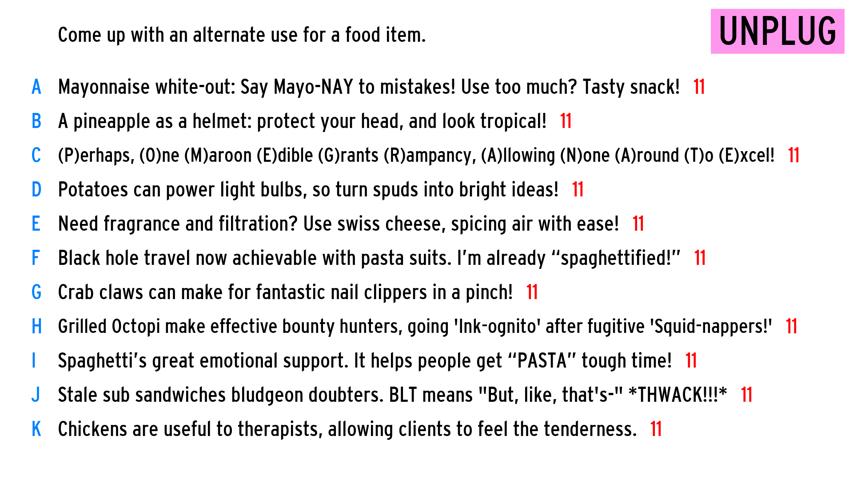 Come up with an alternate use for a food item.
UNPLUG
A Mayonnaise white-out: Say Mayo-NAY to mistakes! Use too much? Tasty snack! 11
B A pineapple as a helmet: protect your head, and look tropical! 11
C (P)erhaps, (O)ne (M)aroon (E)dible (G)rants (R)ampancy, (A)llowing (N)one (A)round (T)o (E)xcel! 11
D Potatoes can power light bulbs, so turn spuds into bright ideas! 11
E Need fragrance and filtration? Use swiss cheese, spicing air with ease! 11
F Black hole travel now achievable with pasta suits. I'm already “spaghettified!” 11
G Crab claws can make for fantastic nail clippers in a pinch! 11
H Grilled Octopi make effective bounty hunters, going 'Ink-ognito' after fugitive 'Squid-nappers!' 11
I Spaghetti’s great emotional support. It helps people get “PASTA” tough time! 11
J Stale sub sandwiches bludgeon doubters. BLT means "But, like, that's-" *THWACK!!!* 11
K Chickens are useful to therapists, allowing clients to feel the tenderness. 11